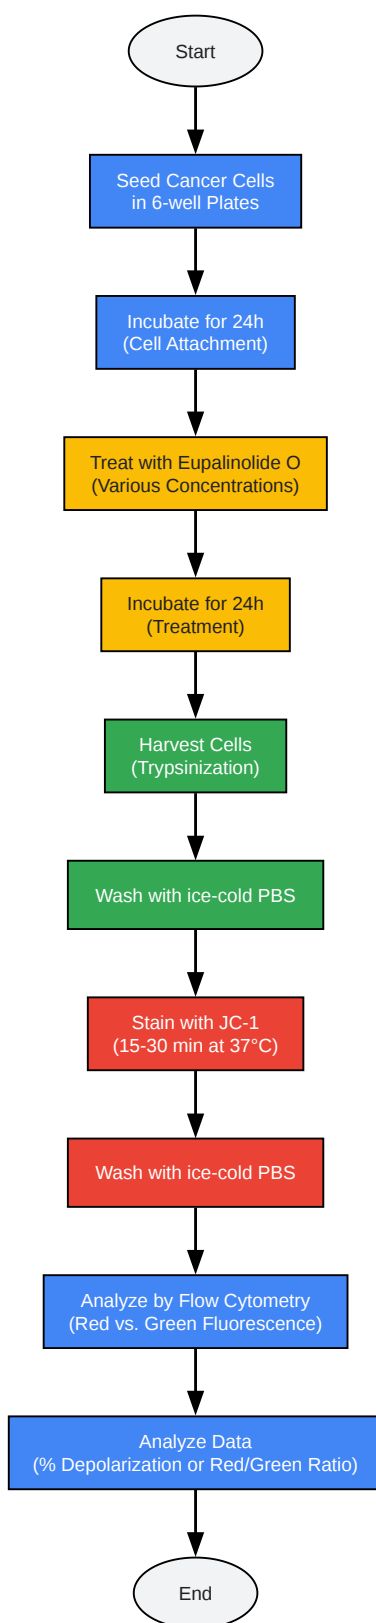 Start
Seed Cancer Cells
in 6-well Plates
Incubate for 24h
(Cell Attachment)
Treat with Eupalinolide O
(Various Concentrations)
Incubate for 24h
(Treatment)
Harvest Cells
(Trypsinization)
Wash with ice-cold PBS
Stain with JC-1
(15-30 min at 37°C)
Wash with ice-cold PBS
Analyze by Flow Cytometry
(Red vs. Green Fluorescence)
Analyze Data
(% Depolarization or Red/Green Ratio)
End